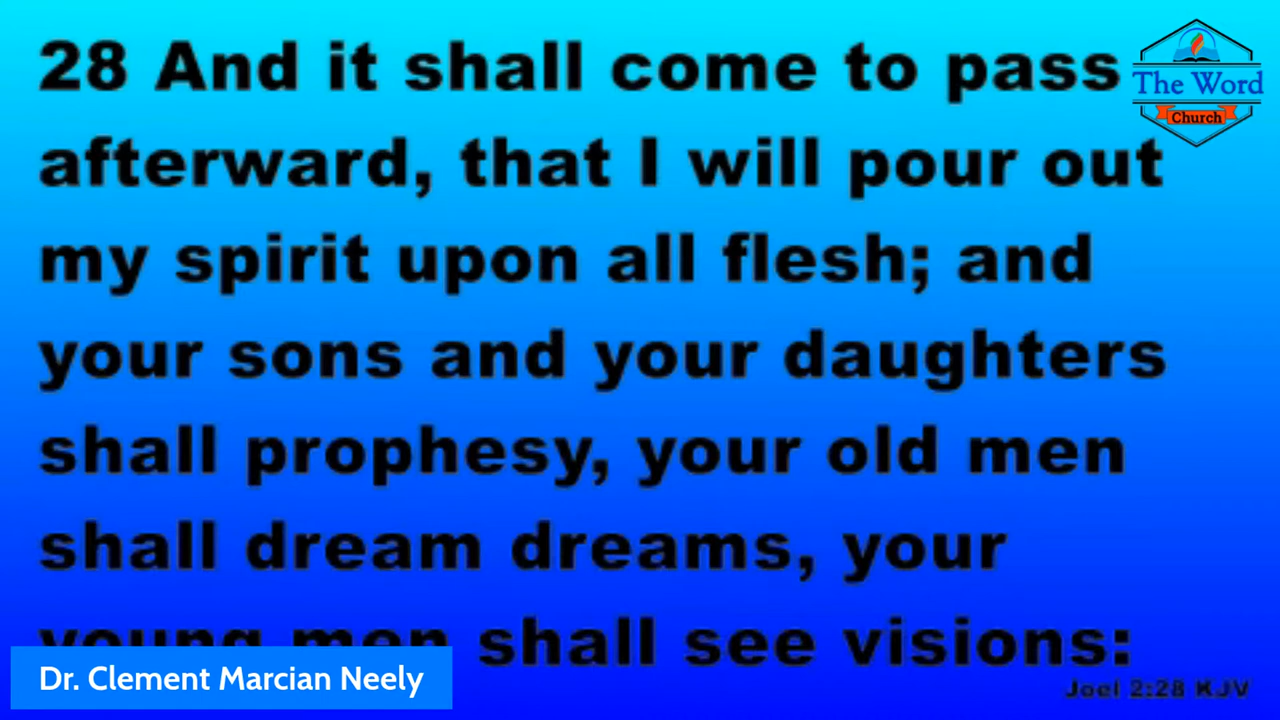 28 And it shall come to pass
afterward, that I will pour out
my spirit upon all flesh; and
your sons and your daughters
shall prophesy, your old men
shall dream dreams, your
young men shall see visions:
Joel 2:28 KJV
The Word
Church
Dr. Clement Marcian Neely